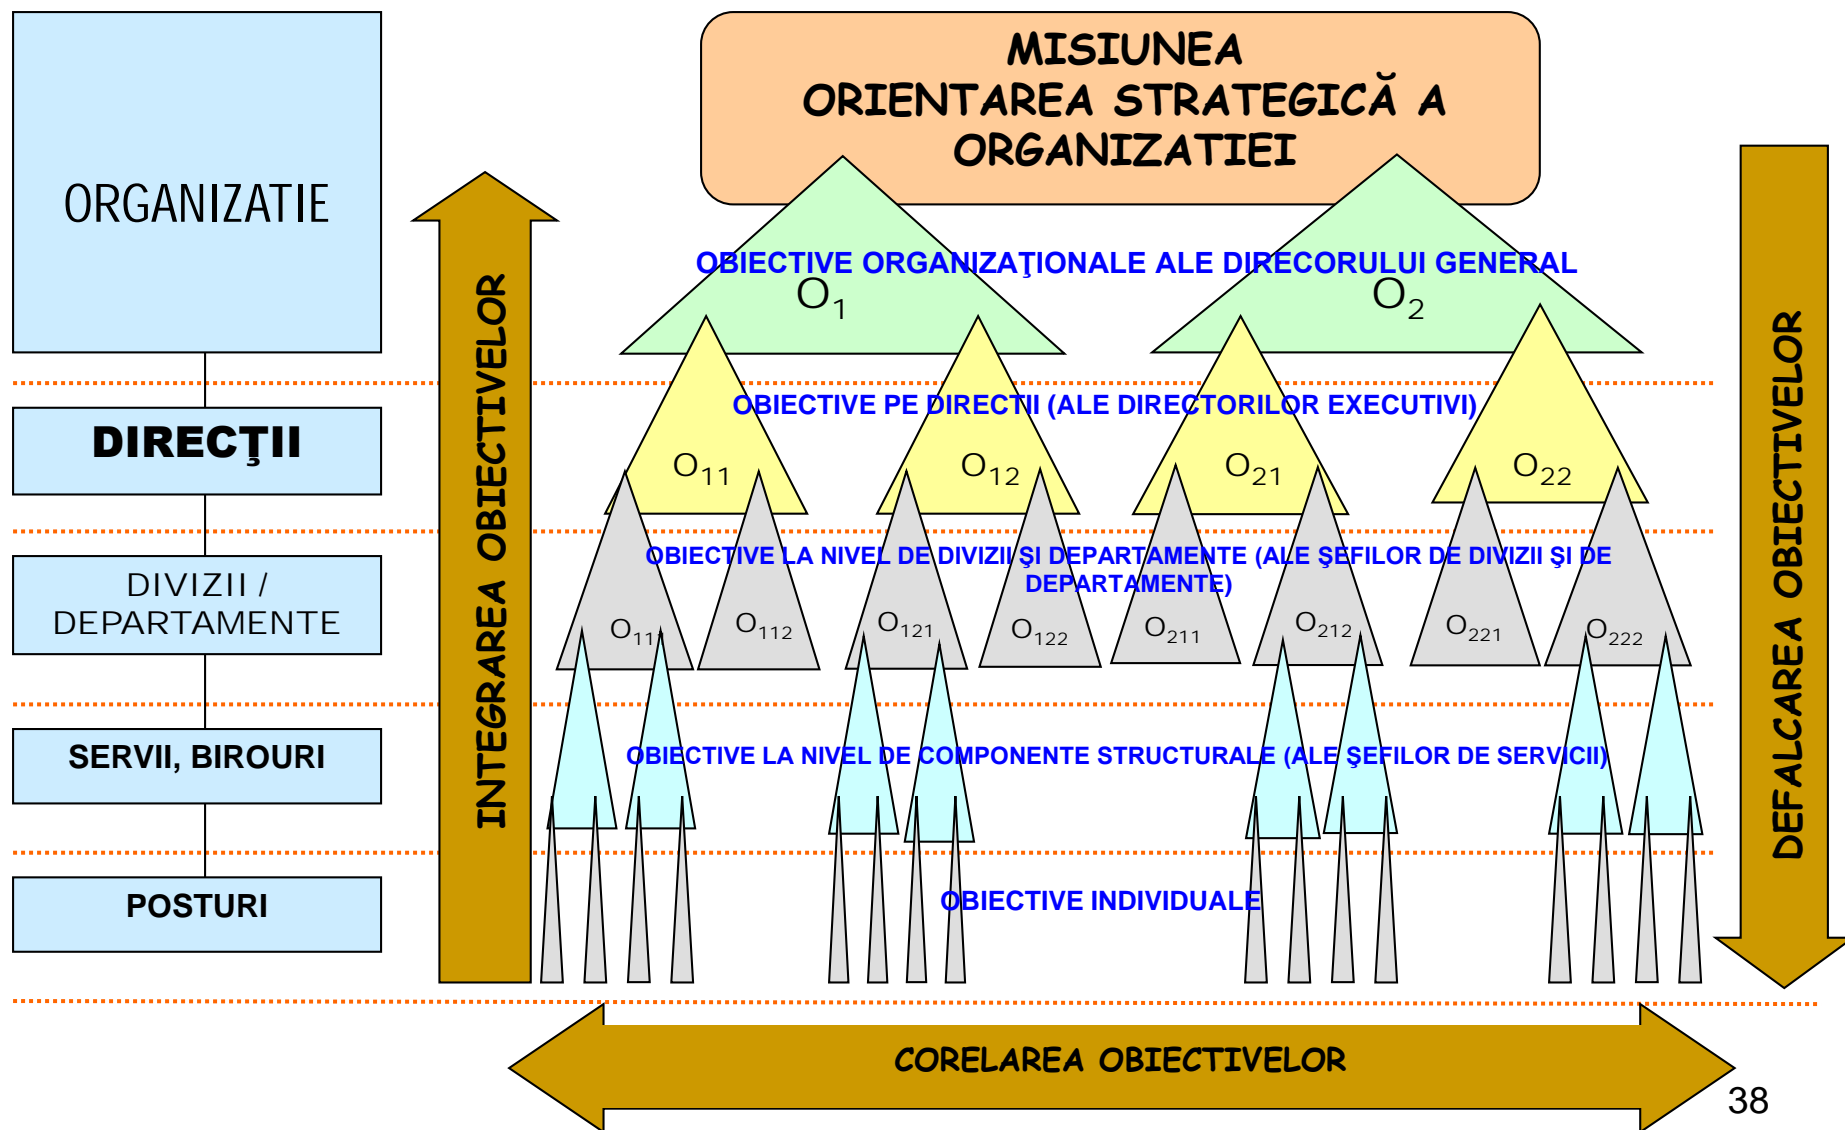 MISIUNEA
ORIENTAREA STRATEGICĂ A
ORGANIZATIEI
ORGANIZATIE
OBIECTIVE ORGANIZAŢIONALE ALE DIRECORULUI GENERAL
O1
O2
DIRECŢII
OBIECTIVE PE DIRECTII (ALE DIRECTORILOR EXECUTIVI)
O11
O12
O21
O22
DIVIZII /
DEPARTAMENTE
OBIECTIVE LA NIVEL DE DIVIZII ŞI DEPARTAMENTE (ALE ŞEFILOR DE DIVIZII ŞI DE
DEPARTAMENTE)
O111
O112
O121
O122
O211
O212
O221
O222
SERVII, BIROURI
OBIECTIVE LA NIVEL DE COMPONENTE STRUCTURALE (ALE ŞEFILOR DE SERVICII)
POSTURI
OBIECTIVE INDIVIDUALE
INTEGRAREA OBIECTIVELOR
DEFALCAREA OBIECTIVELOR
CORELAREA OBIECTIVELOR
38